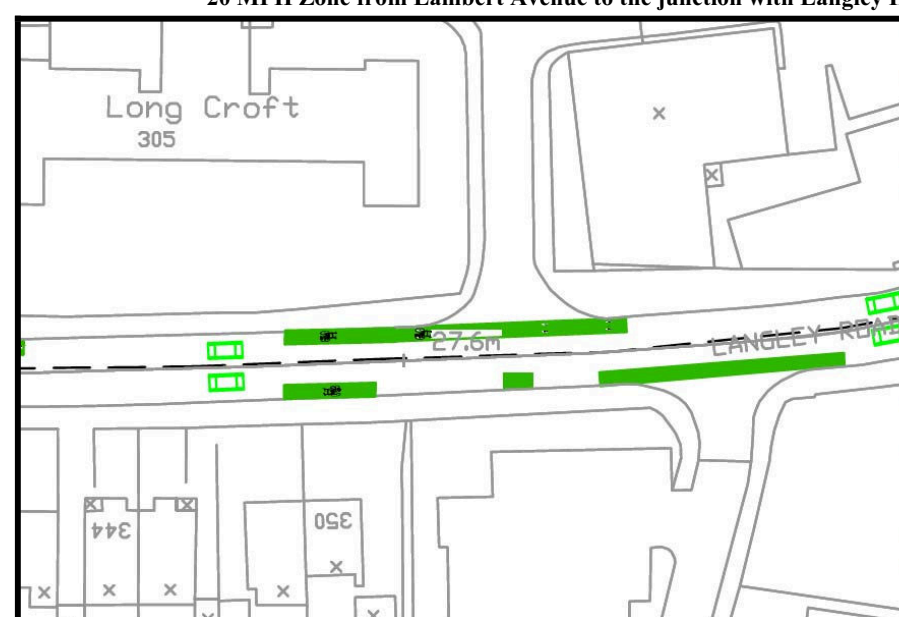 20 MPH Zone from Lambert Avenue to the junction with Langley
Long Croft
305
27.6m
LANGLEY ROAD
344
350